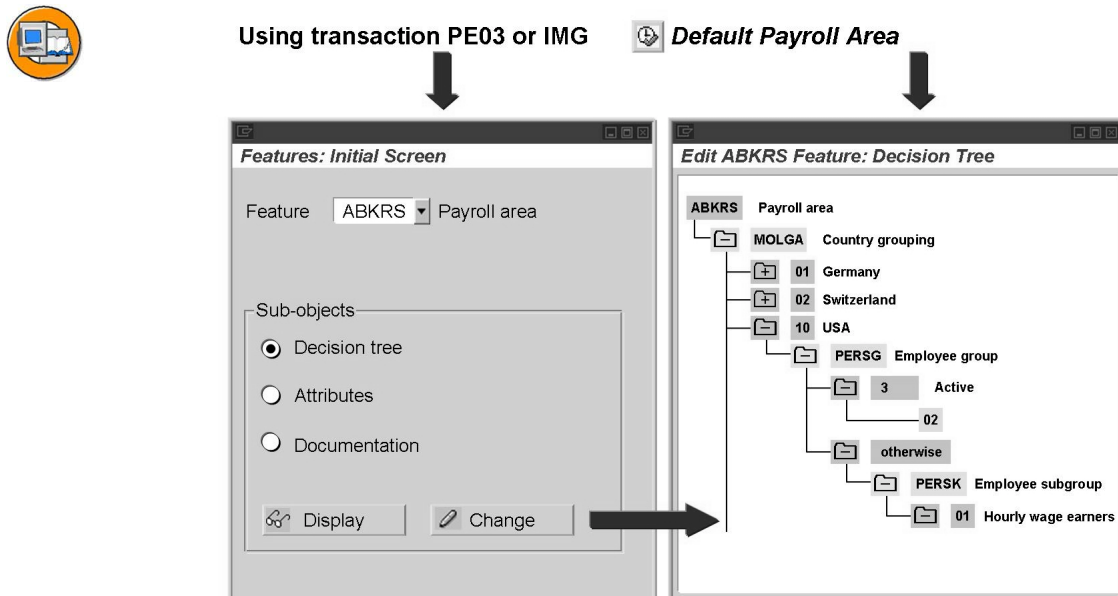 Using transaction PE03 or IMG
Default Payroll Area
Features: Initial Screen
Feature ABKRS Payroll area
Sub-objects
Decision tree
Attributes
Documentation
Display Change
Edit ABKRS Feature: Decision Tree
ABKRS Payroll area
MOLGA Country grouping
01 Germany
02 Switzerland
10 USA
PERSG Employee group
3 Active
02
otherwise
PERSK Employee subgroup
01 Hourly wage earners